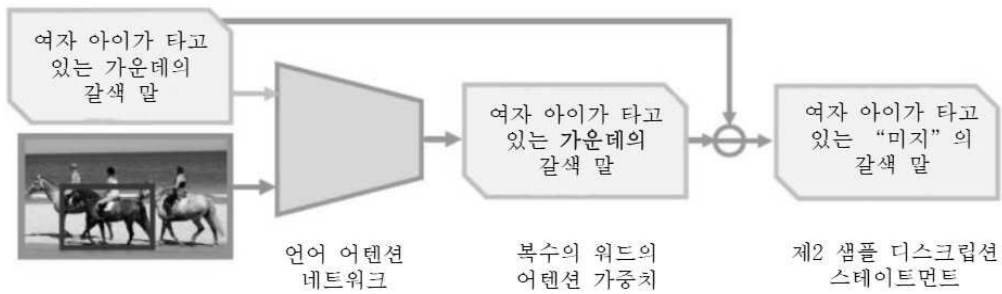 여자 아이가 타고
있는 가운데의
갈색 말
여자 아이가 타고
있는 가운데의
갈색 말
여자 아이가 타고
있는 “미지” 의
갈색 말
언어 어텐션
네트워크
복수의 워드의
어텐션 가중치
제2 샘플 디스크립션
스테이트먼트